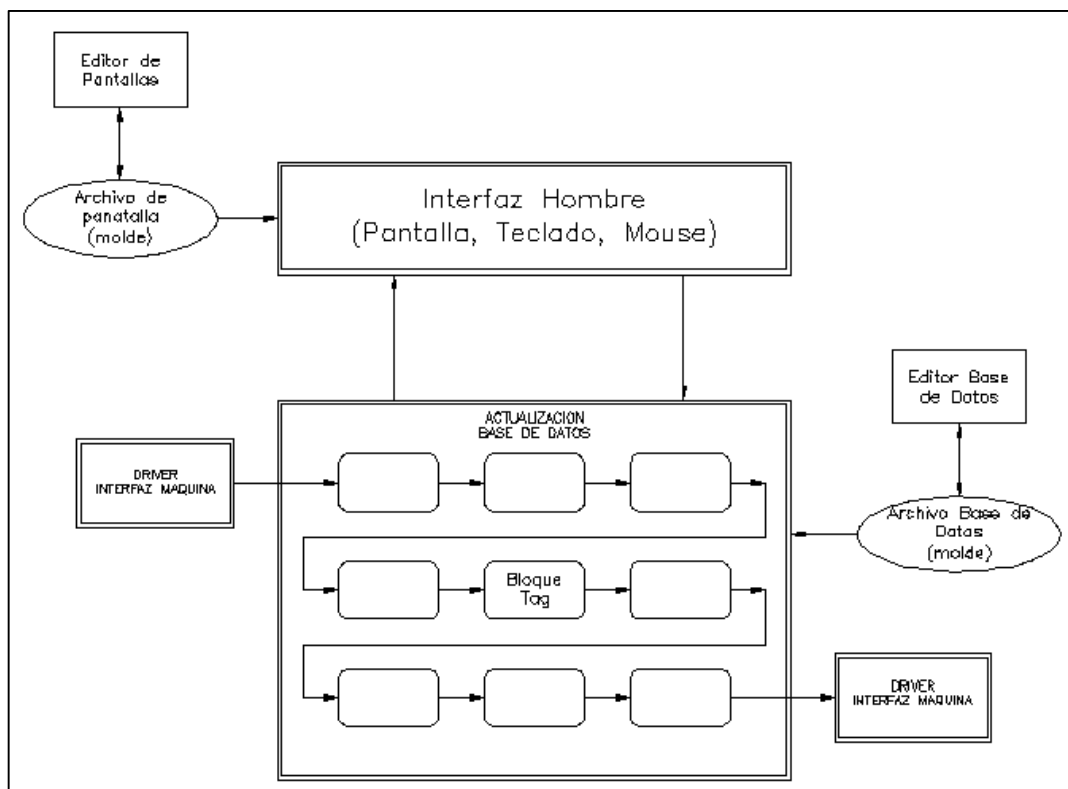 Editor de
Pantallas
Archivo de
panatalla
(molde)
Interfaz Hombre
(Pantalla, Teclado, Mouse)
Editor Base
de Datos
ACTUALIZACION
BASE DE DATOS
DRIVER
INTERFAZ MAQUINA
Archivo Base de
Datos
(molde)
Bloque
Tag
DRIVER
INTERFAZ MAQUINA